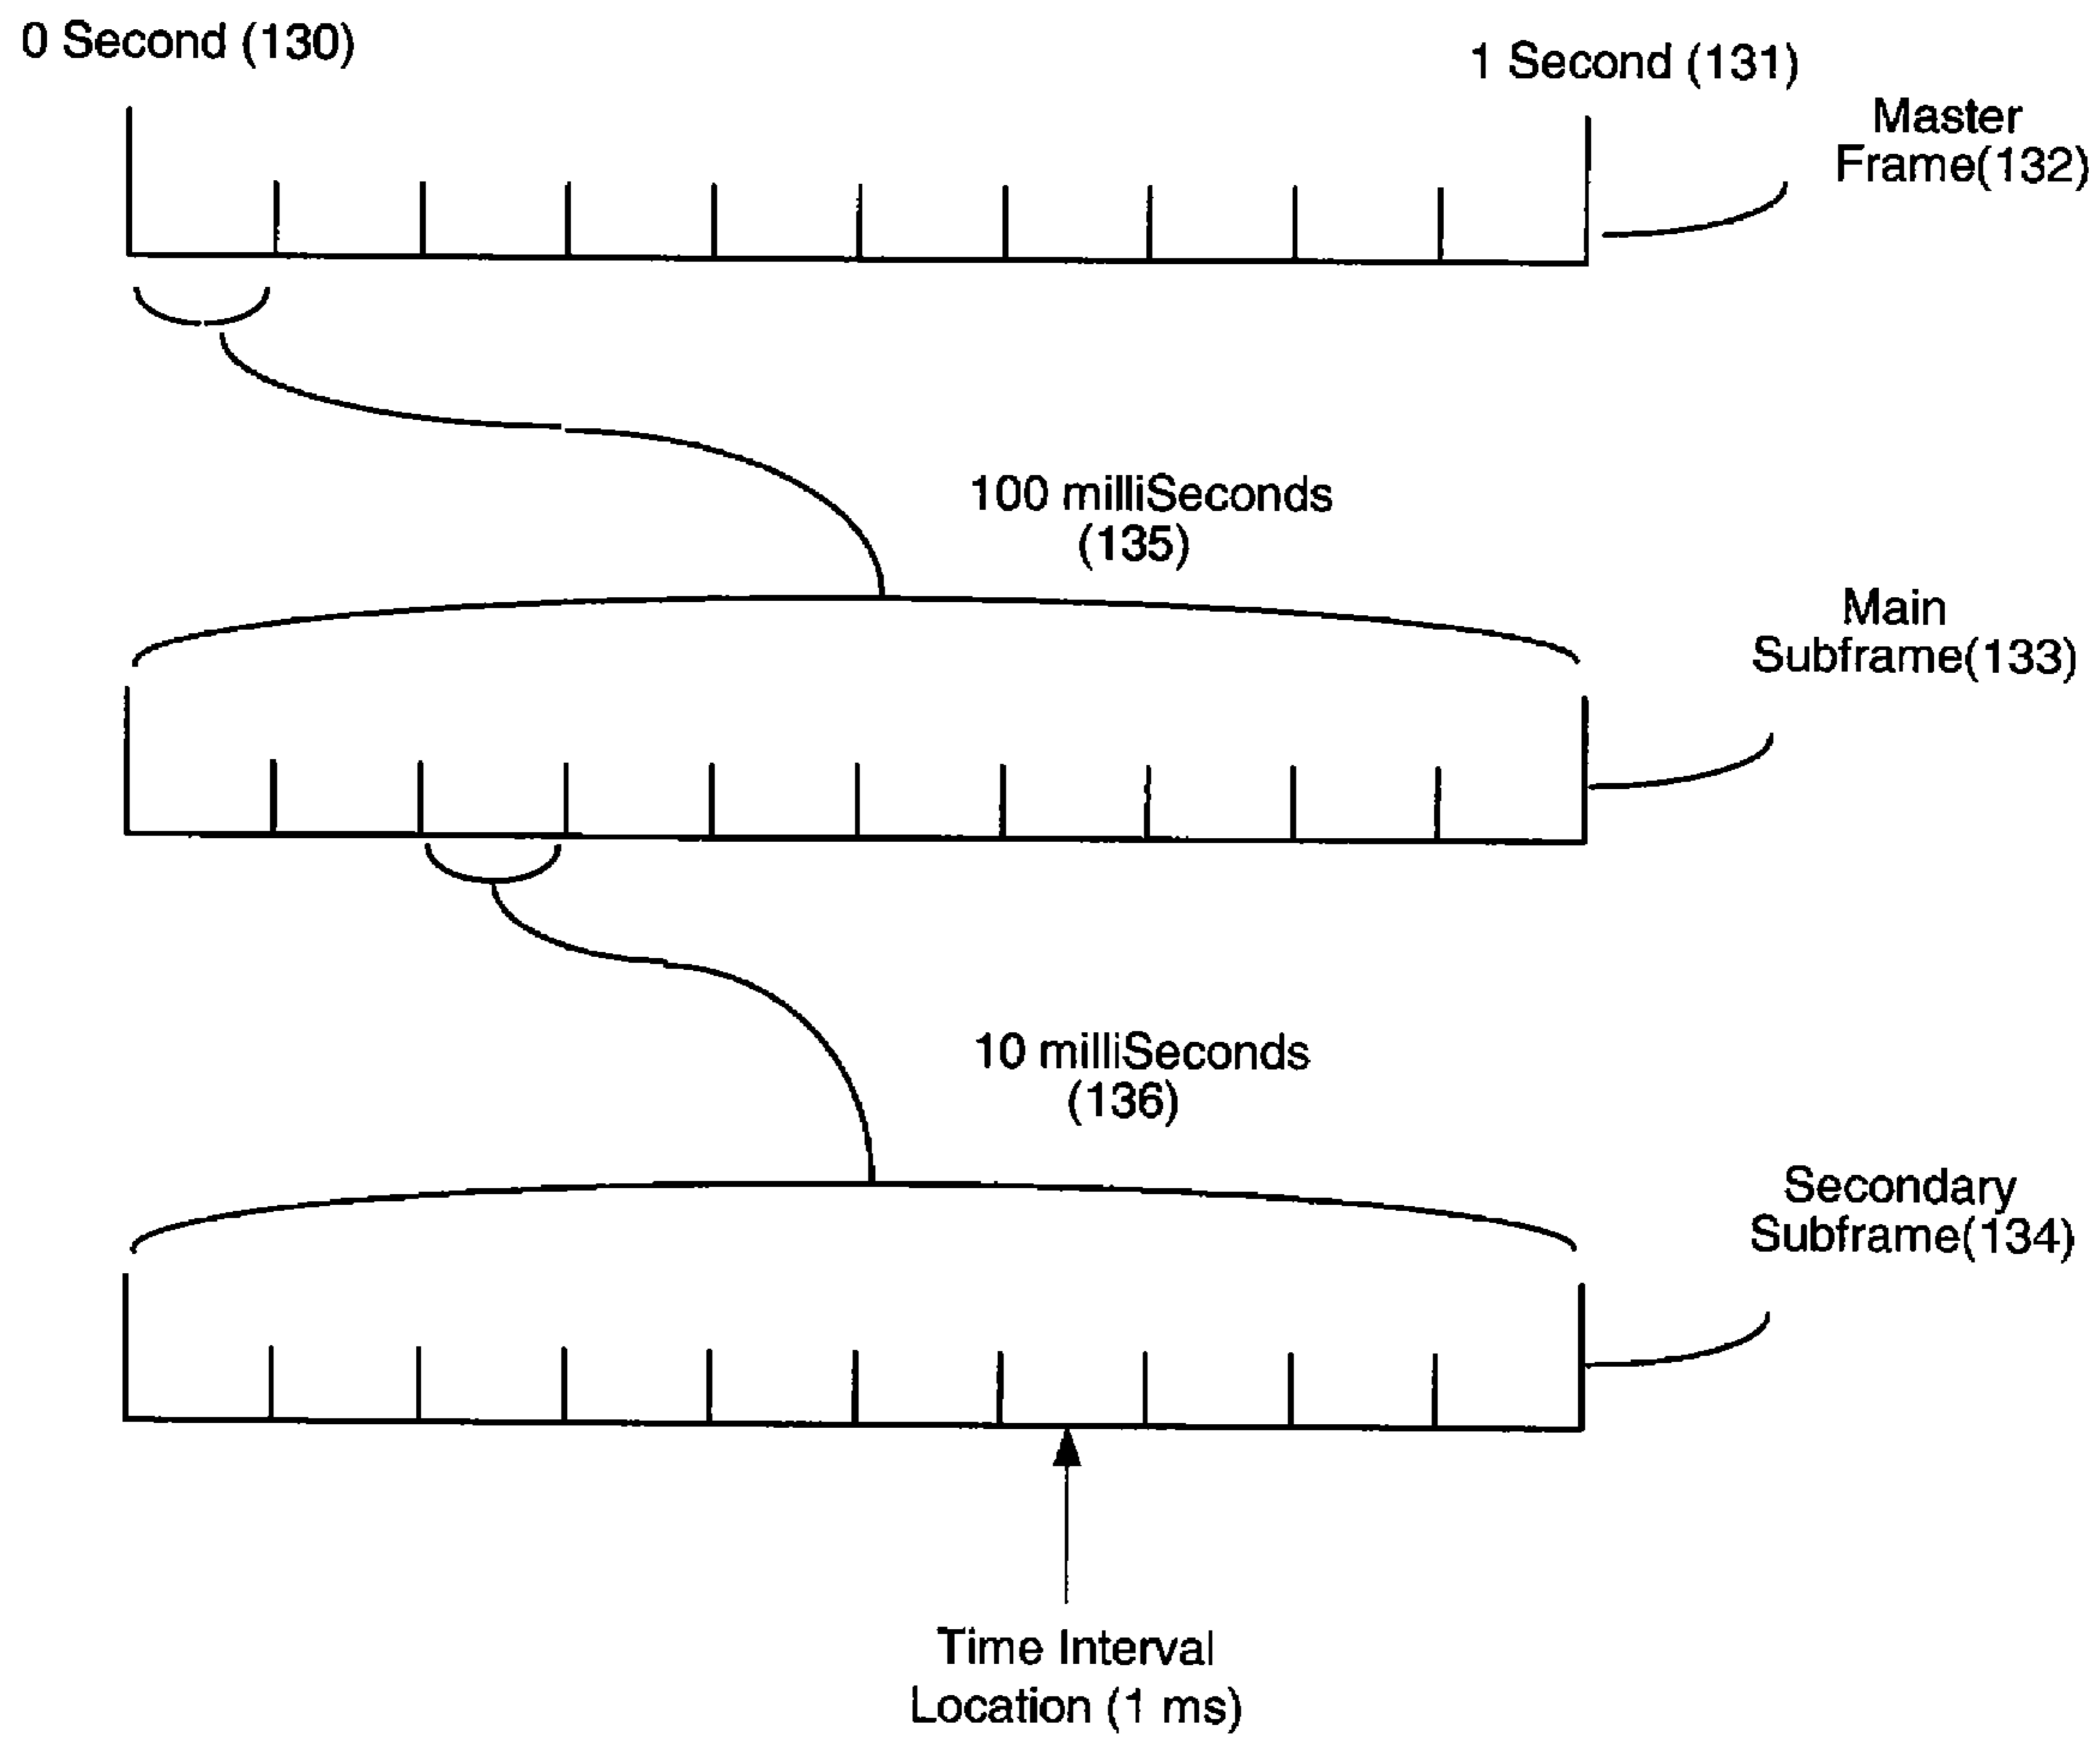 0 Second (130)
1 Second (131)
Master
Frame(132)
100 milliSeconds
(135)
Main
Subframe(133)
10 milliSeconds
(136)
Secondary
Subframe(134)
Time Interval
Location (1 ms)